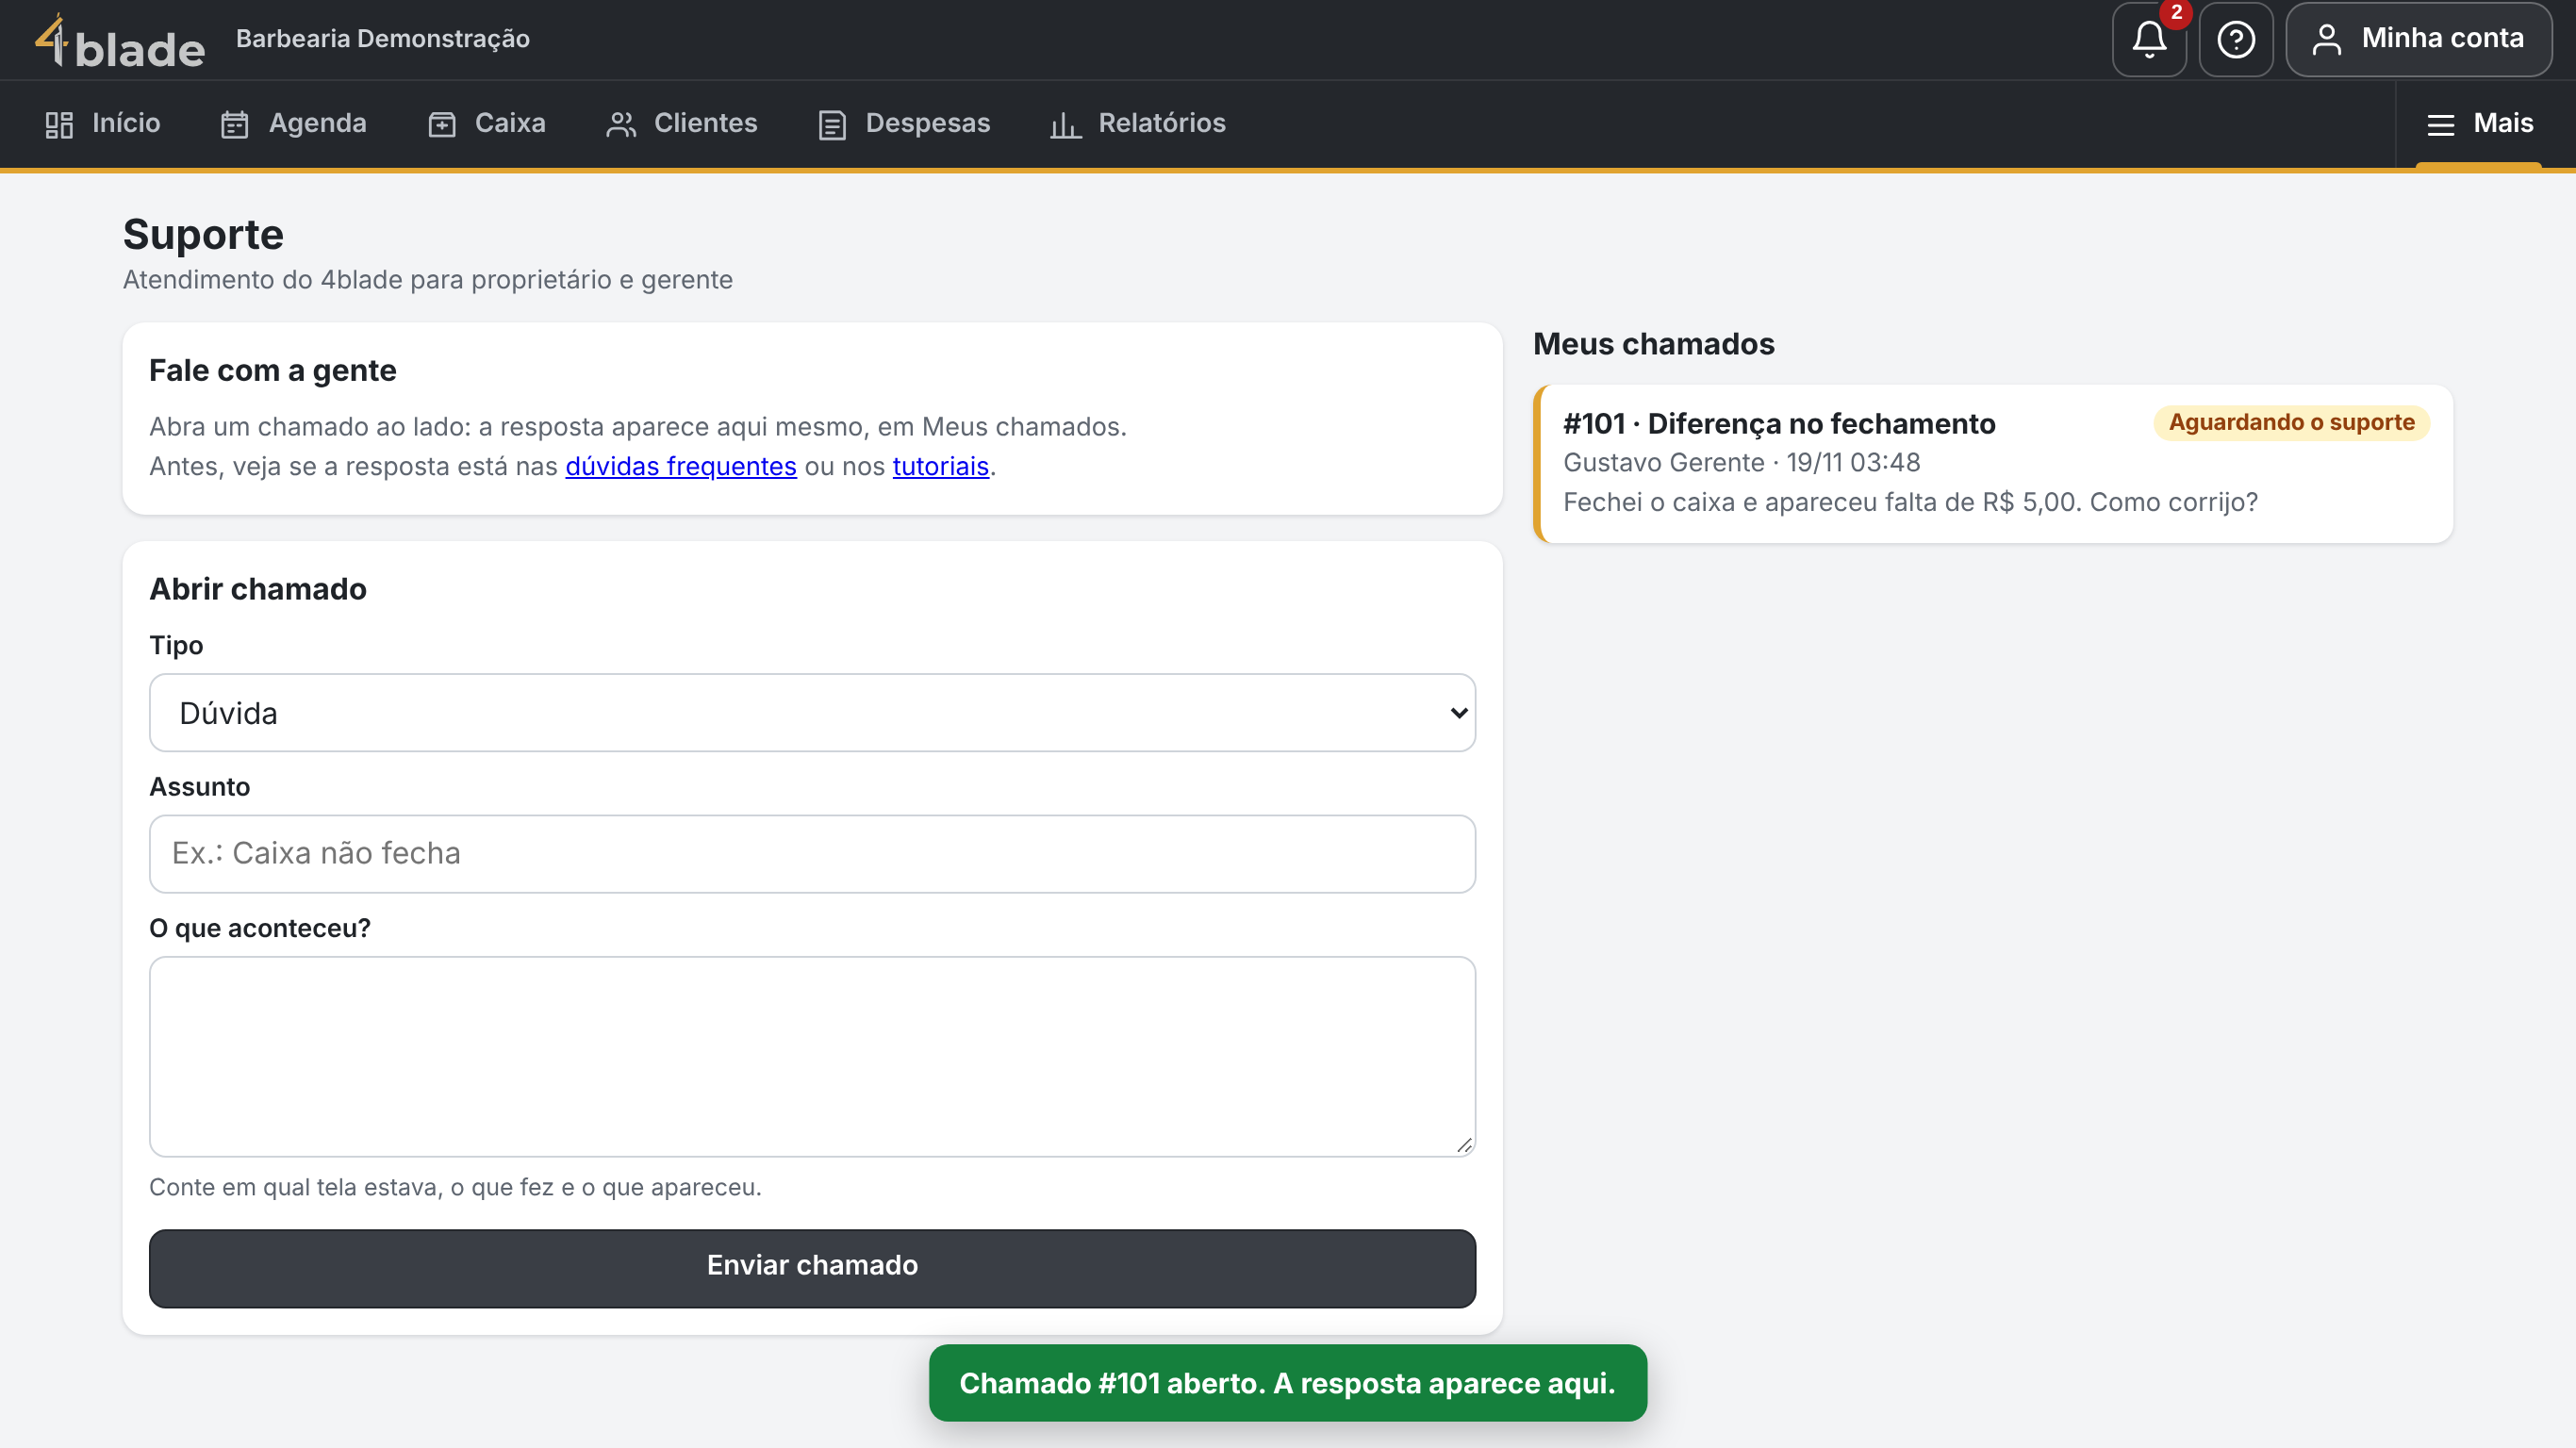 4blade
Barbearia Demonstração
2
Minha conta
Início
Agenda
Caixa
Clientes
Despesas
Relatórios
Mais
Suporte
Atendimento do 4blade para proprietário e gerente
Fale com a gente
Abra um chamado ao lado: a resposta aparece aqui mesmo, em Meus chamados.
Antes, veja se a resposta está nas dúvidas frequentes ou nos tutoriais.
Abrir chamado
Tipo
Dúvida
Assunto
Ex.: Caixa não fecha
O que aconteceu?
Conte em qual tela estava, o que fez e o que apareceu.
Enviar chamado
Meus chamados
#101 · Diferença no fechamento
Aguardando o suporte
Gustavo Gerente · 19/11 03:48
Fechei o caixa e apareceu falta de R$ 5,00. Como corrijo?
Chamado #101 aberto. A resposta aparece aqui.